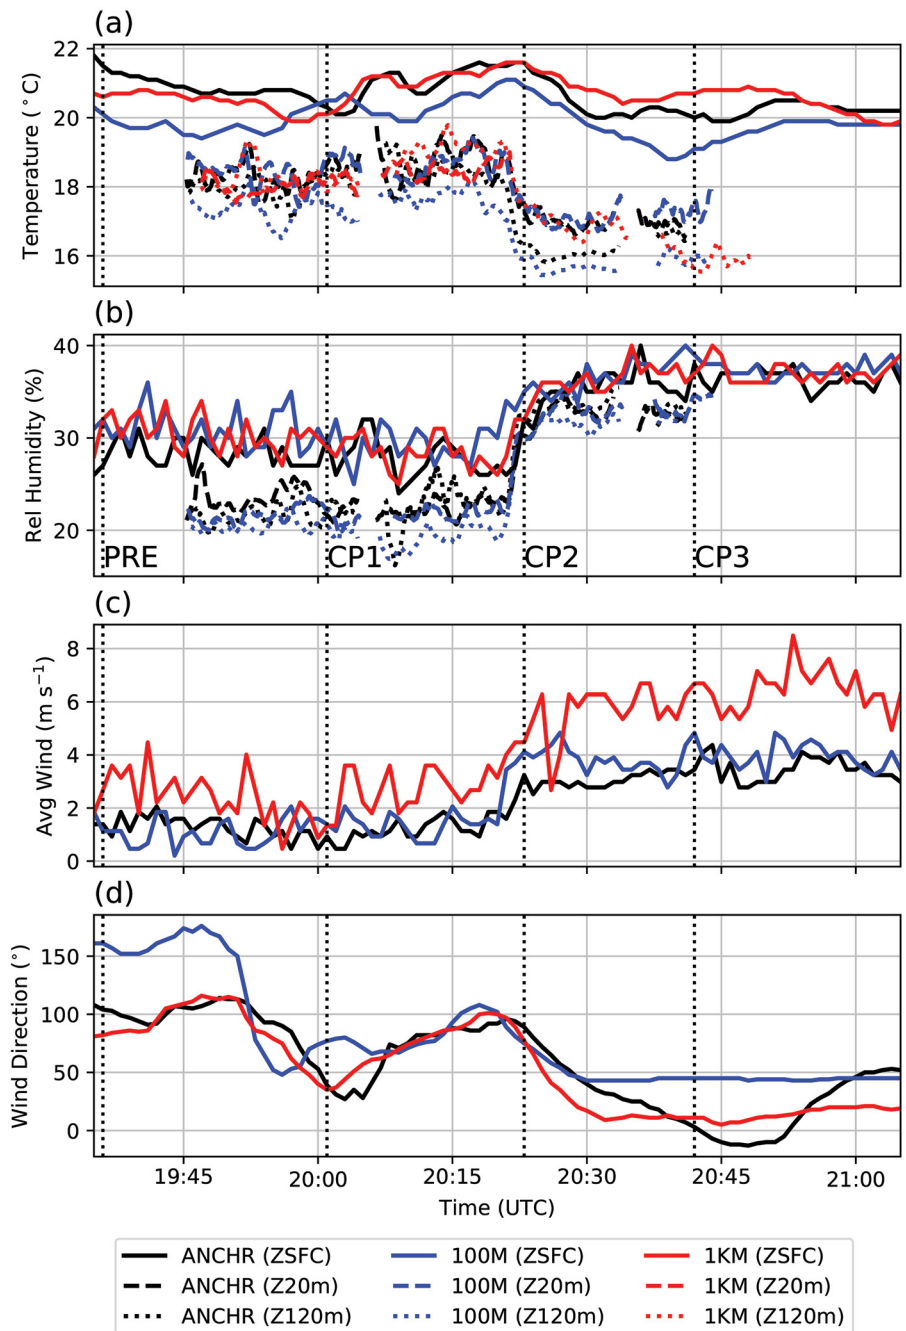 (a)
Temperature (°C)
22
20
18
16
(b)
Rel Humidity (%)
40
30
20
PRE CP1 CP2 CP3
(c)
Avg Wind (m s⁻¹)
8
6
4
2
0
(d)
Wind Direction (°)
150
100
50
0
19:45 20:00 20:15 20:30 20:45 21:00
Time (UTC)
ANCHR (ZSFC) 100M (ZSFC) 1KM (ZSFC)
ANCHR (Z20m) 100M (Z20m) 1KM (Z20m)
ANCHR (Z120m) 100M (Z120m) 1KM (Z120m)